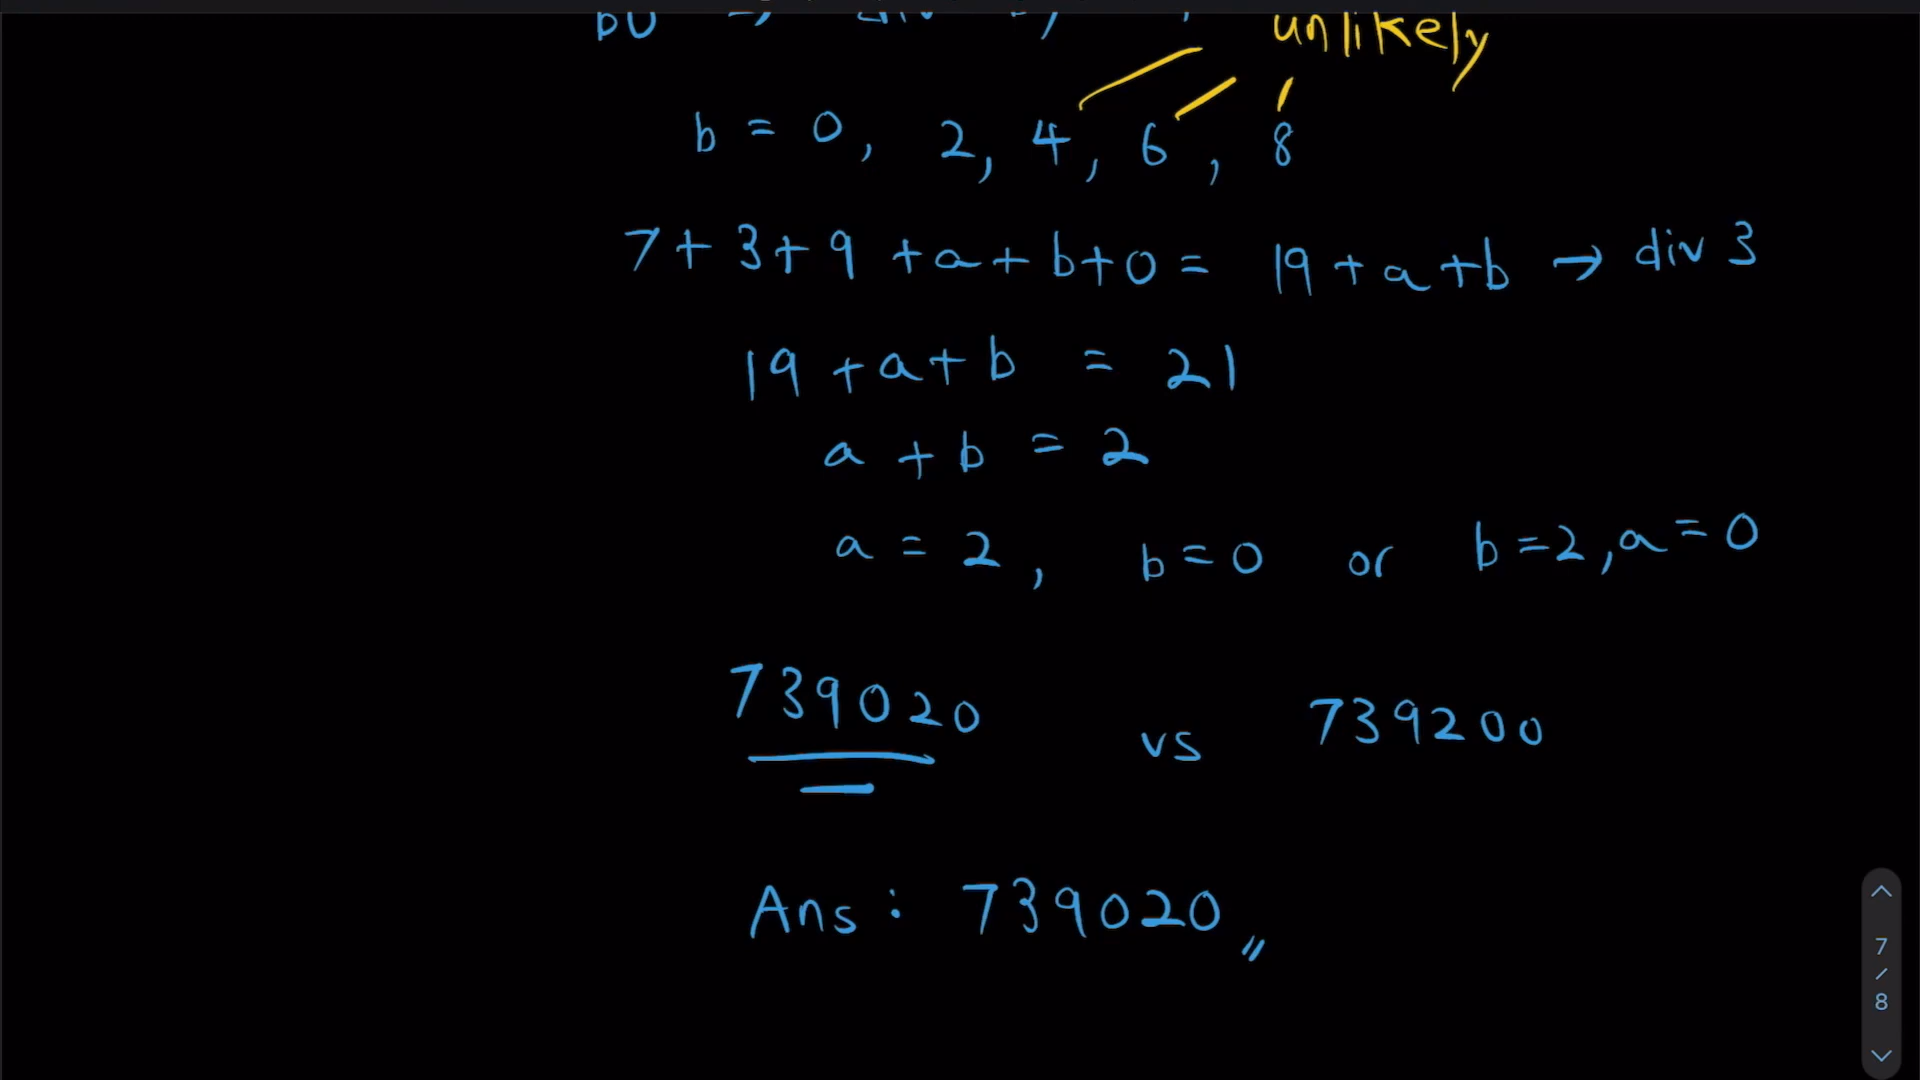 unlikely
b = 0, 2, 4, 6, 8
7+3+9+a+b+0 = 19+a+b → div 3
19+a+b = 21
a+b = 2
a = 2, b = 0 or b=2, a=0
739020 vs 739200
Ans: 739020
7
/
8